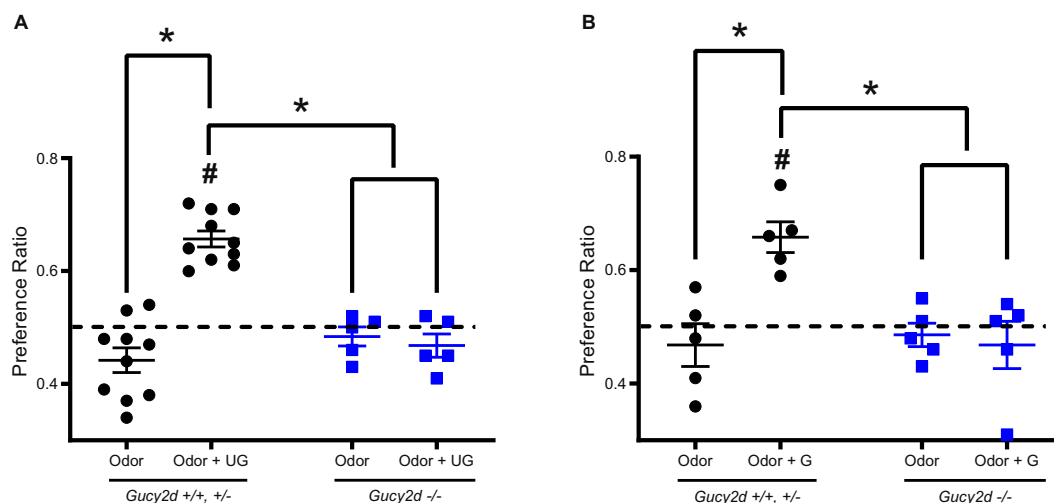 A
*
*
#
0.8
0.6
0.4
Preference Ratio
Odor Odor + UG Odor Odor + UG
Gucy2d +/+, +/- Gucy2d -/-
B
*
*
#
0.8
0.6
0.4
Preference Ratio
Odor Odor + G Odor Odor + G
Gucy2d +/+, +/- Gucy2d -/-